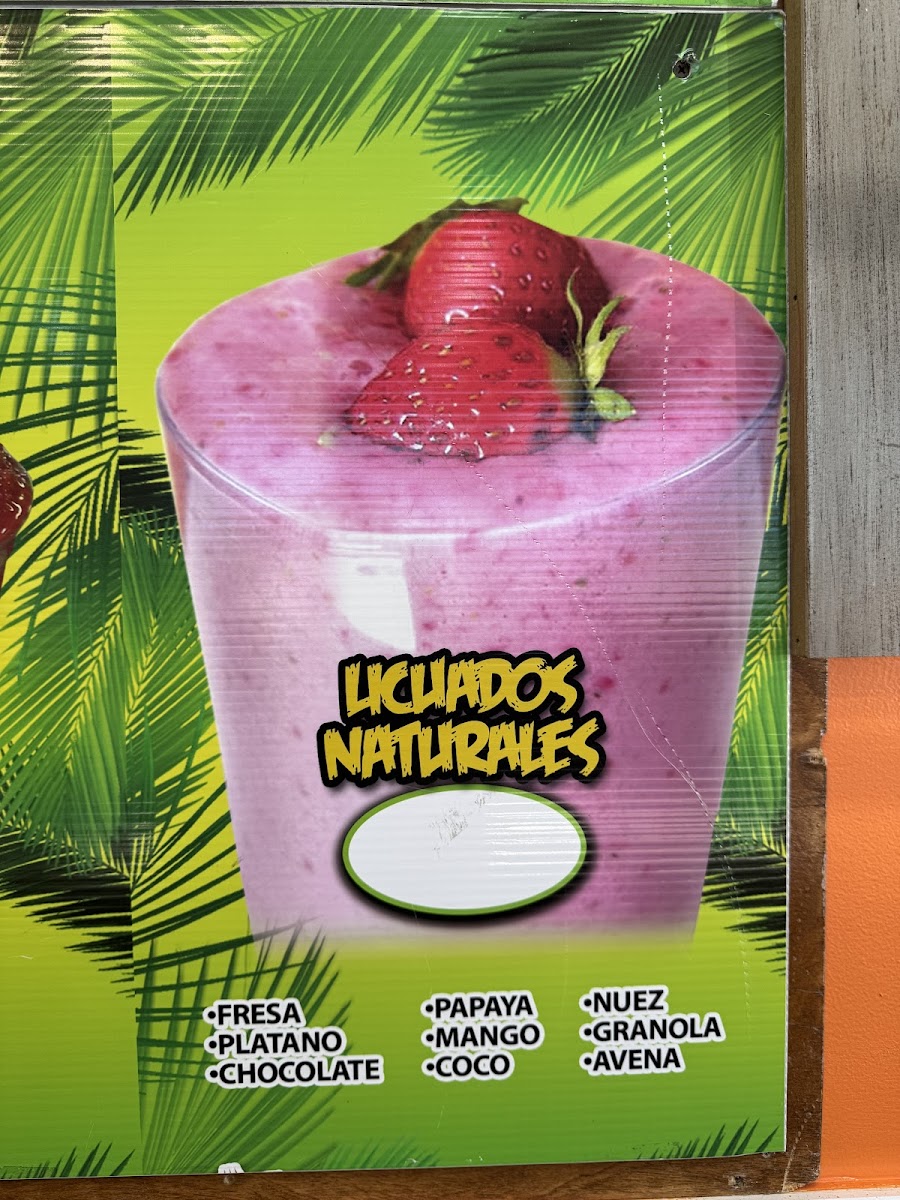 LICUADOS
NATURALES
•FRESA
•PLATANO
•CHOCOLATE
•PAPAYA
•MANGO
•COCO
•NUEZ
•GRANOLA
•AVENA